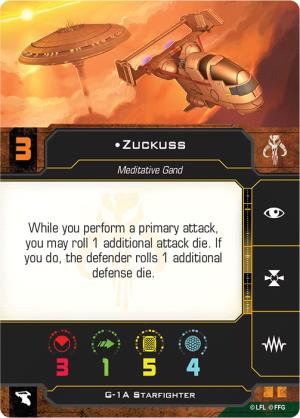 3
•Zuckuss
Meditative Gand
While you perform a primary attack,
you may roll 1 additional attack die. If
you do, the defender rolls 1 additional
defense die.
3 1 5 4
G-1A Starfighter
© LFL © FFG